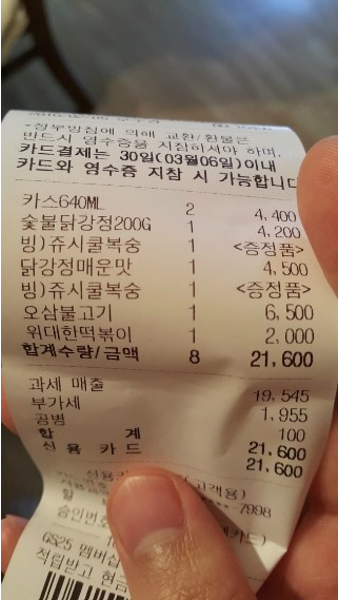 *정부방침에 의해 교환/환불은
반드시 영수증을 지참하셔야 하며,
카드결제는 30일(03월06일)이내
카드와 영수증 지참 시 가능합니다
카스640ML 2 4,400
숯불닭강정200G 1 4,200
빙)쥬시쿨복숭 1 <증정품>
닭강정매운맛 1 4,500
빙)쥬시쿨복숭 1 <증정품>
오삼불고기 1 6,500
위대한떡볶이 1 2,000
합계수량/금액 8 21,600
과세 매출 19,545
부가세 1,955
공병 100
합 계 21,600
신 용 카 드 21,600
(고객용)
7998
승인번호
GS25 멤버십
적립받고 현금